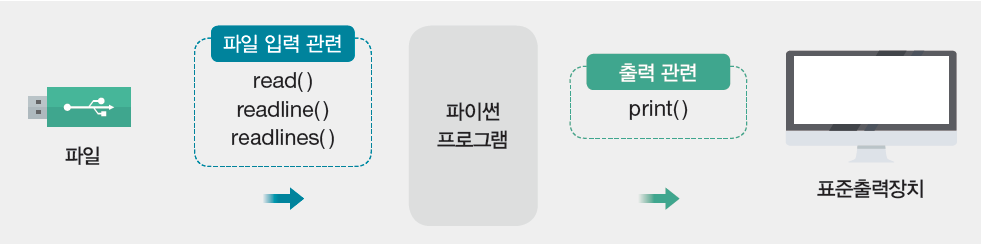 파일
파일 입력 관련
read( )
readline( )
readlines( )
파이썬
프로그램
출력 관련
print( )
표준출력장치